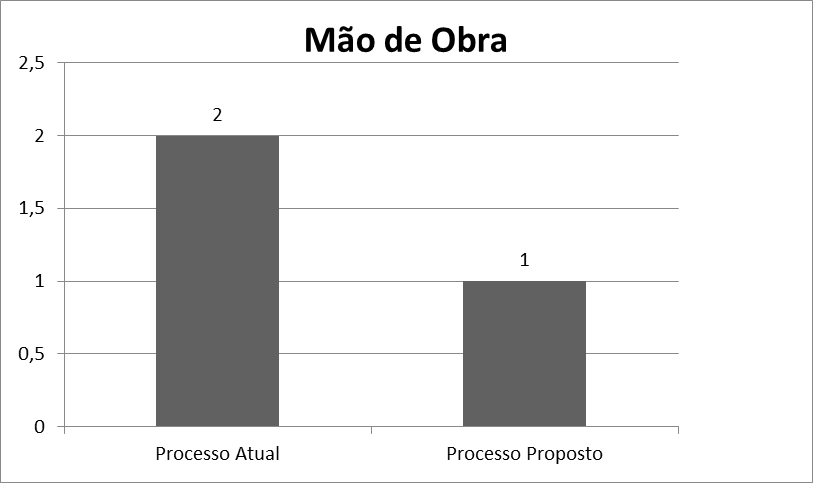 Mão de Obra
2,5
2
1,5
1
0,5
0
2
1
Processo Atual
Processo Proposto